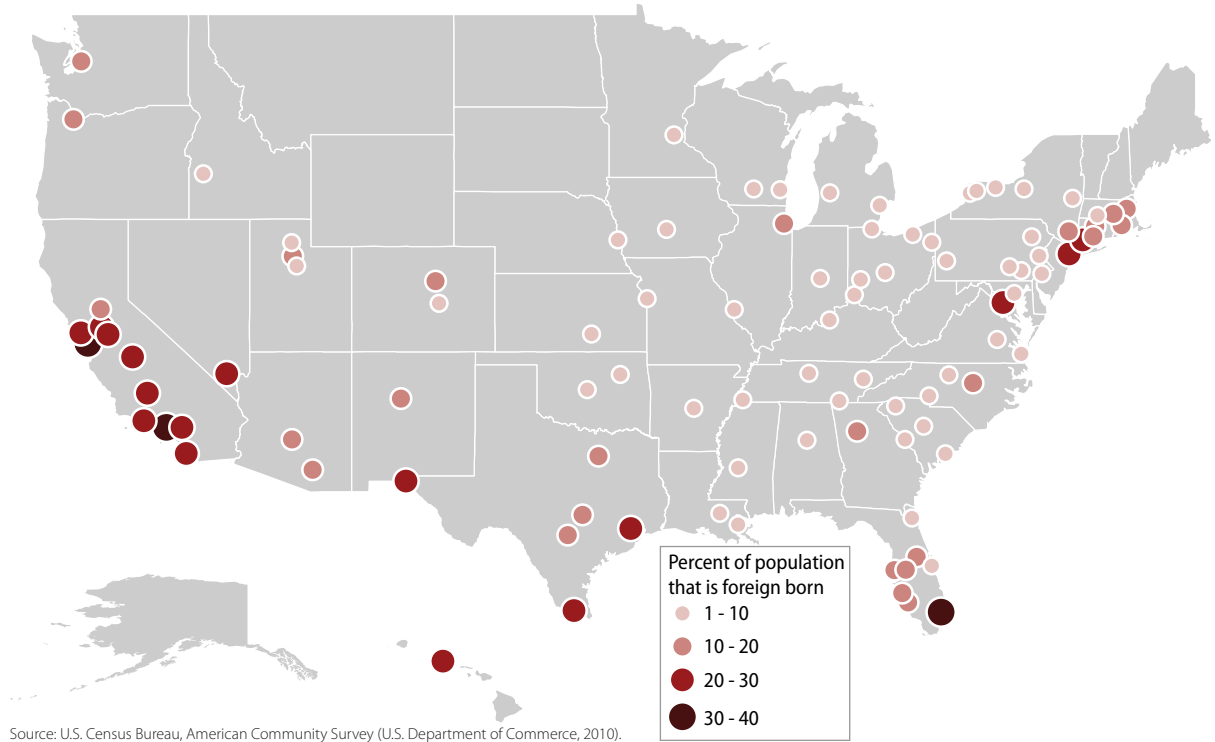 Percent of population
that is foreign born
1 - 10
10 - 20
20 - 30
30 - 40
Source: U.S. Census Bureau, American Community Survey (U.S. Department of Commerce, 2010).